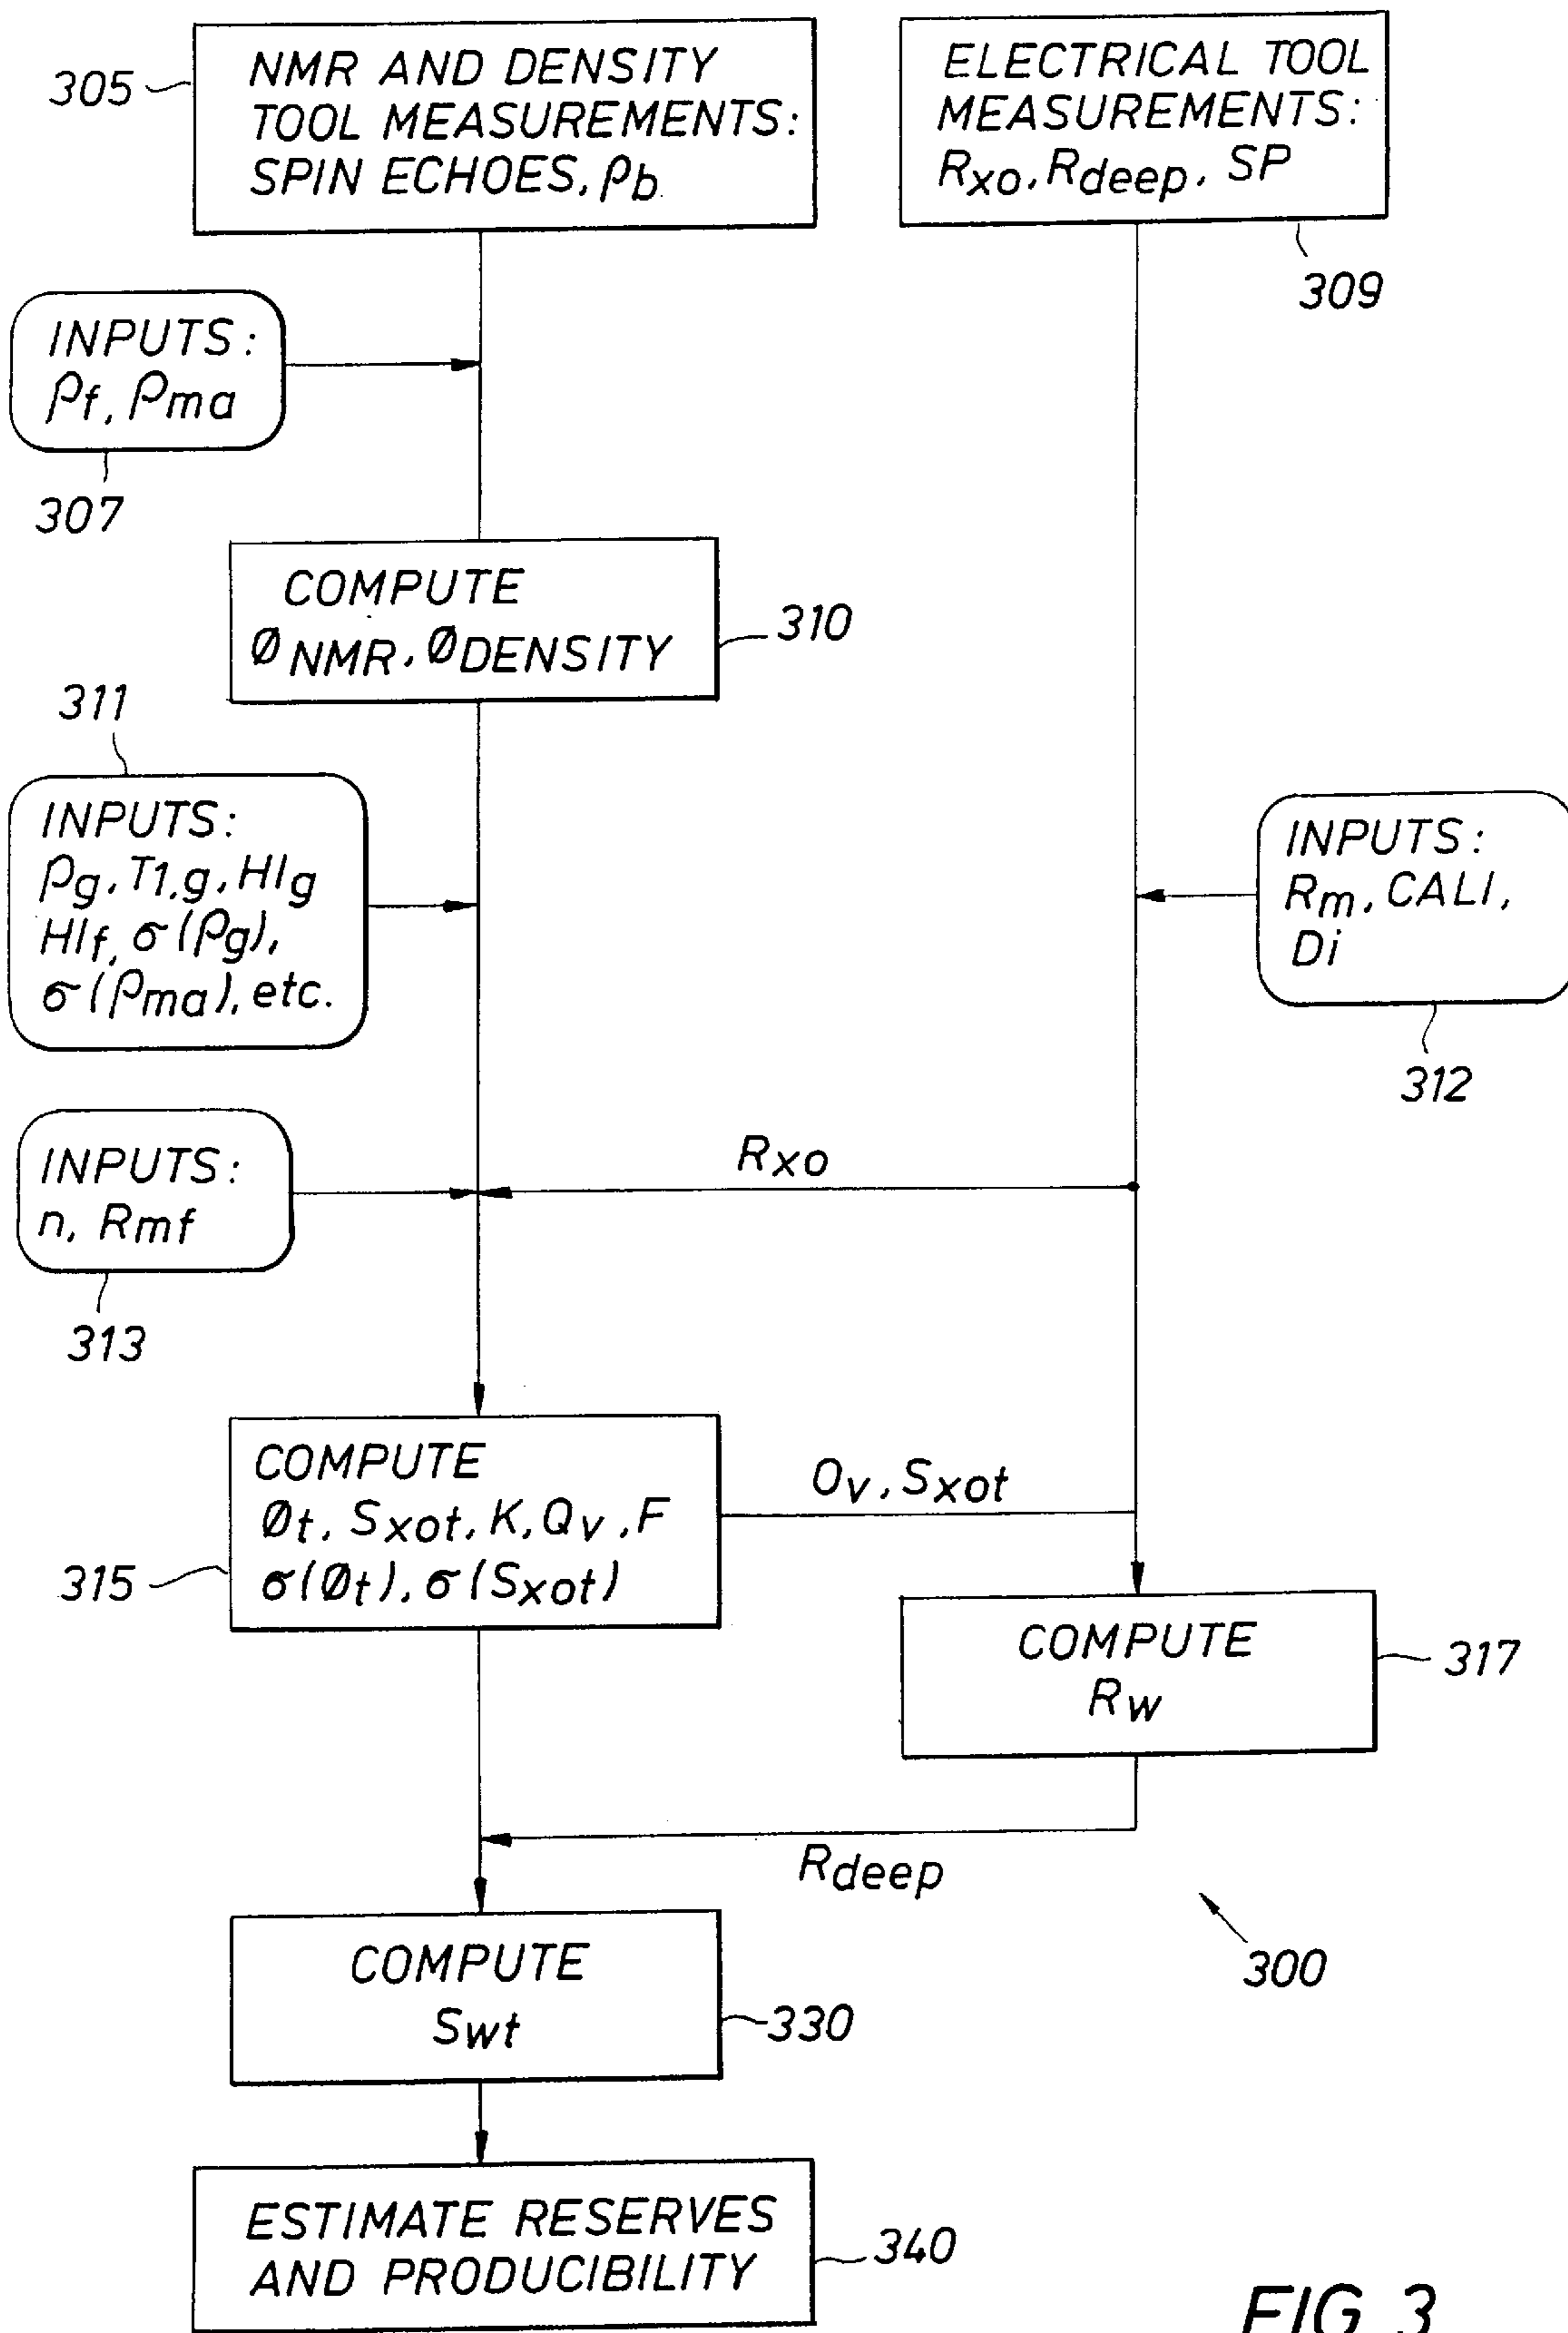 305
NMR AND DENSITY
TOOL MEASUREMENTS:
SPIN ECHOES, ρb
ELECTRICAL TOOL
MEASUREMENTS:
Rxo, Rdeep, SP
309
INPUTS:
ρf, ρma
307
COMPUTE
ØNMR, ØDENSITY
310
311
INPUTS:
ρg, T1,g, HIg
HIf, σ(ρg),
σ(ρma), etc.
INPUTS:
Rm, CALI,
Di
312
INPUTS:
n, Rmf
313
Rxo
COMPUTE
Øt, Sxot, K, Qv, F
σ(Øt), σ(Sxot)
315
Ov, Sxot
COMPUTE
Rw
317
Rdeep
300
COMPUTE
Swt
330
ESTIMATE RESERVES
AND PRODUCIBILITY
340
FIG. 3